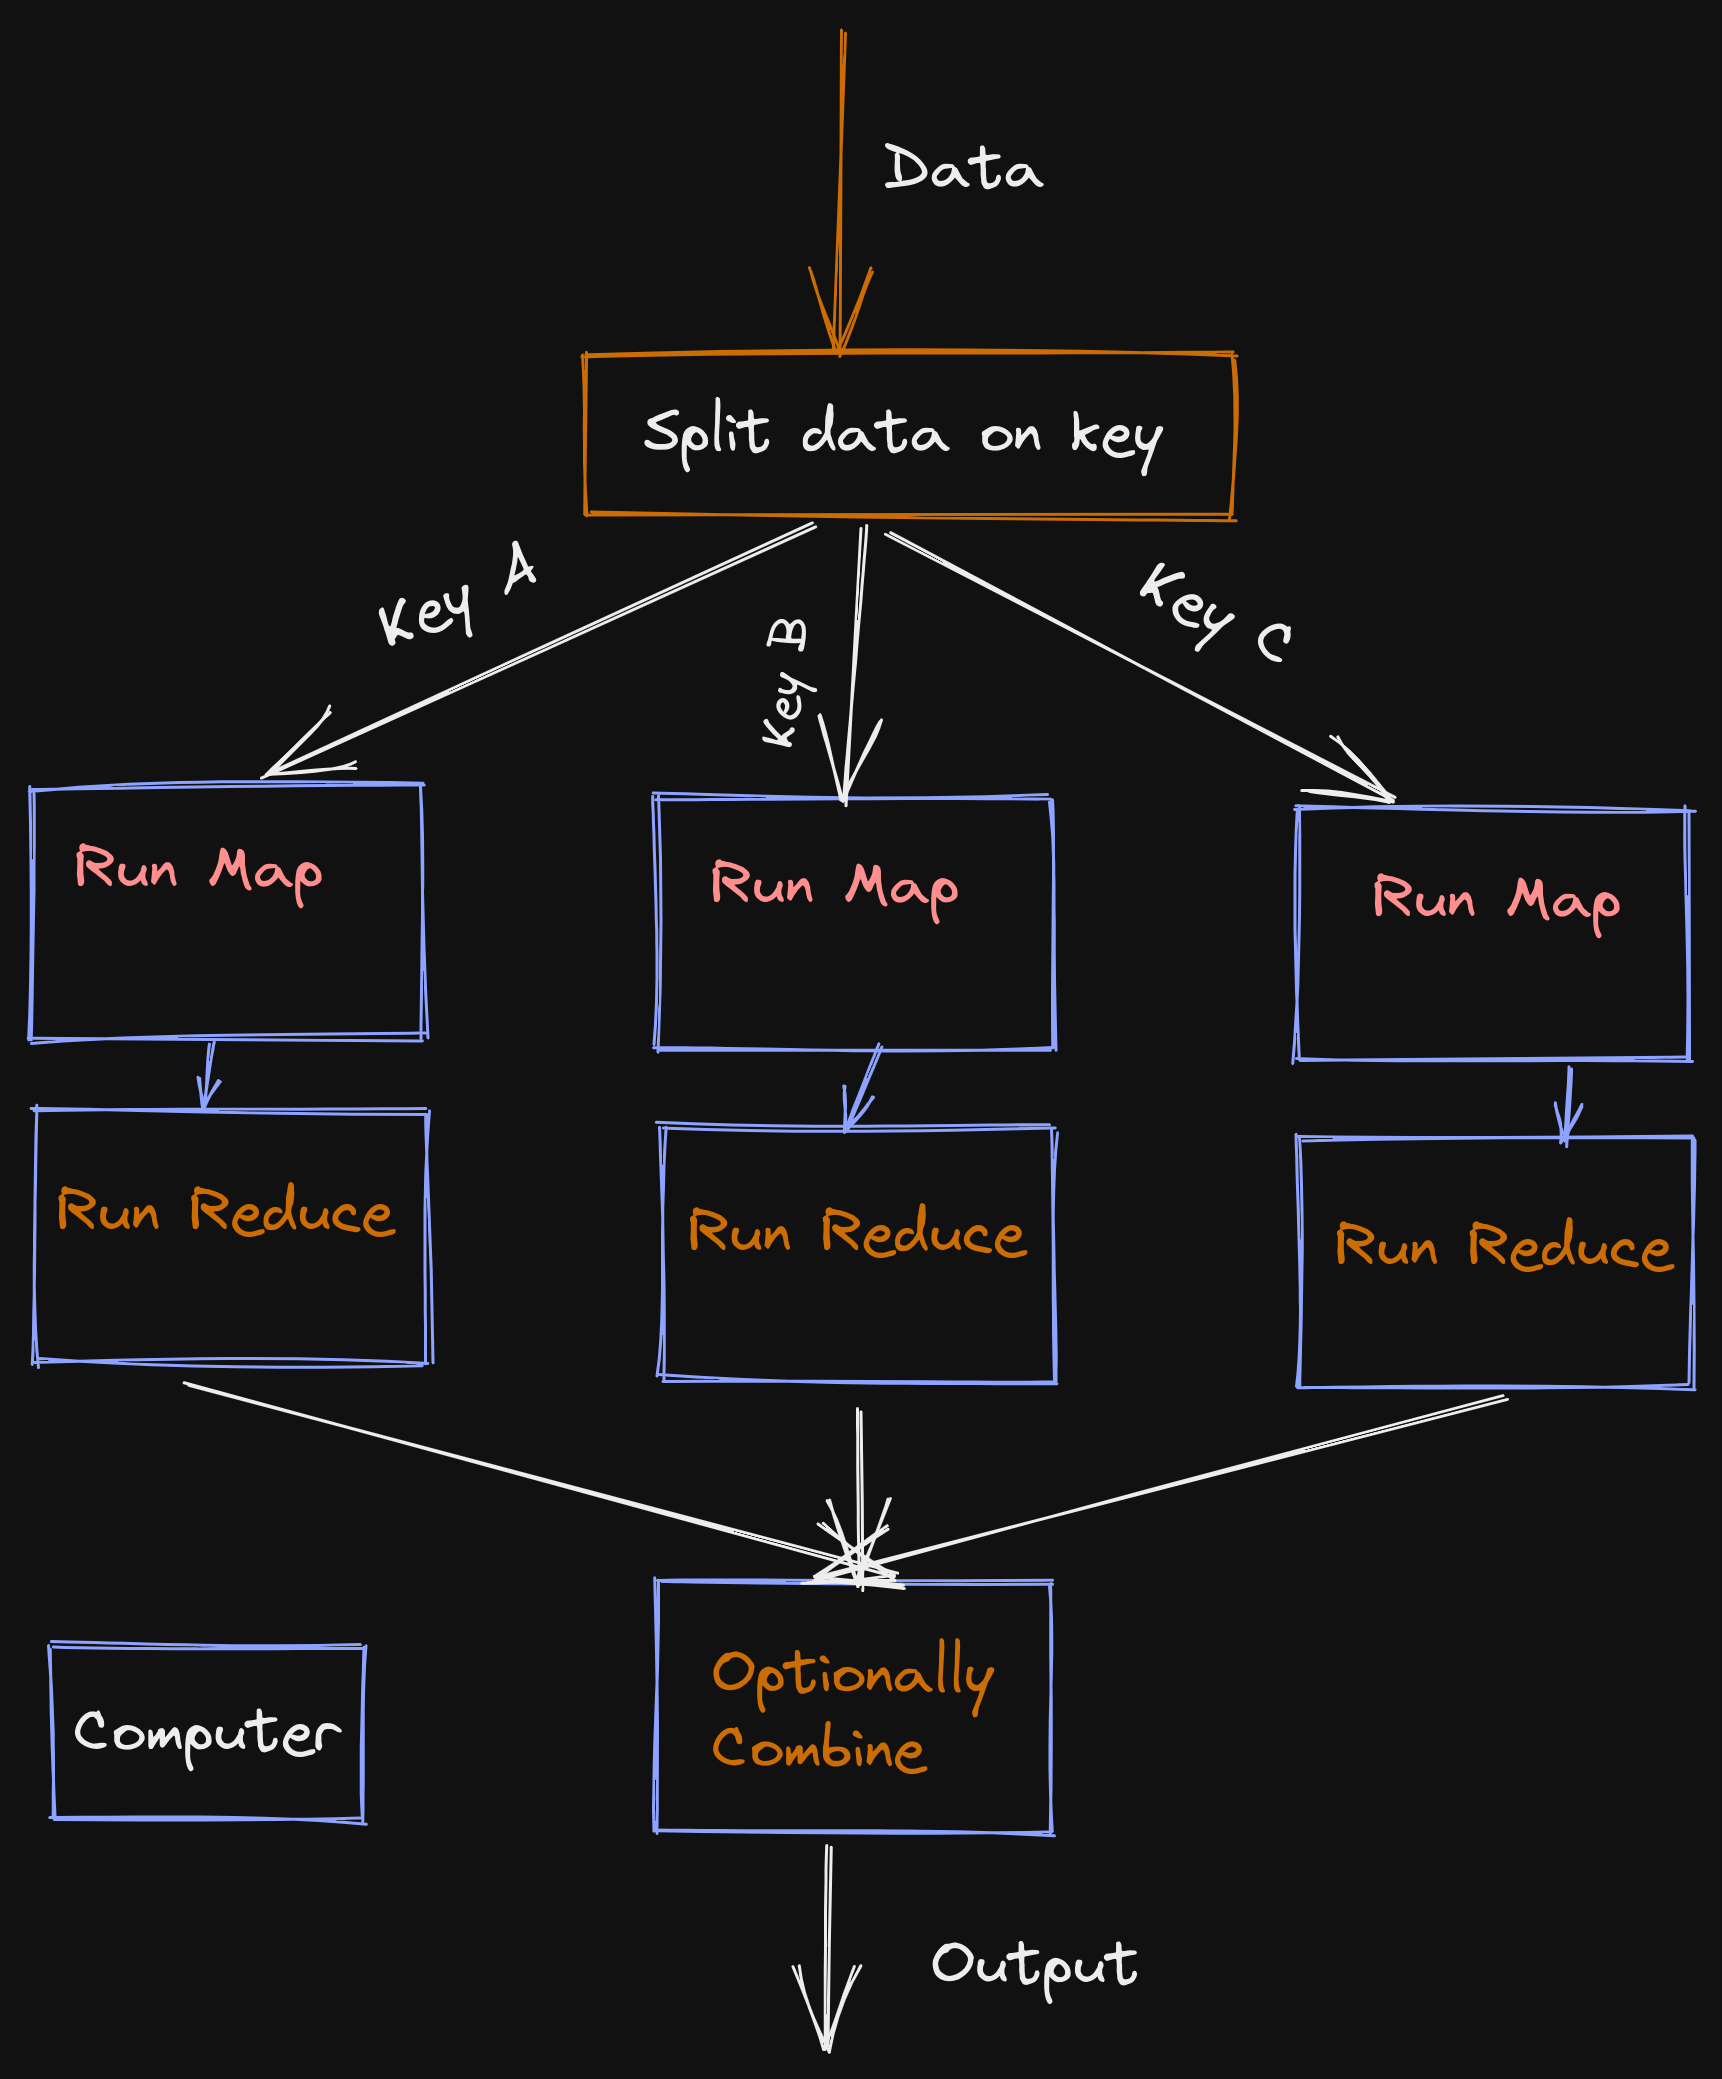 Data
Split data on key
Key A
Key B
Key C
Run Map
Run Map
Run Map
Run Reduce
Run Reduce
Run Reduce
Optionally
Combine
Computer
Output